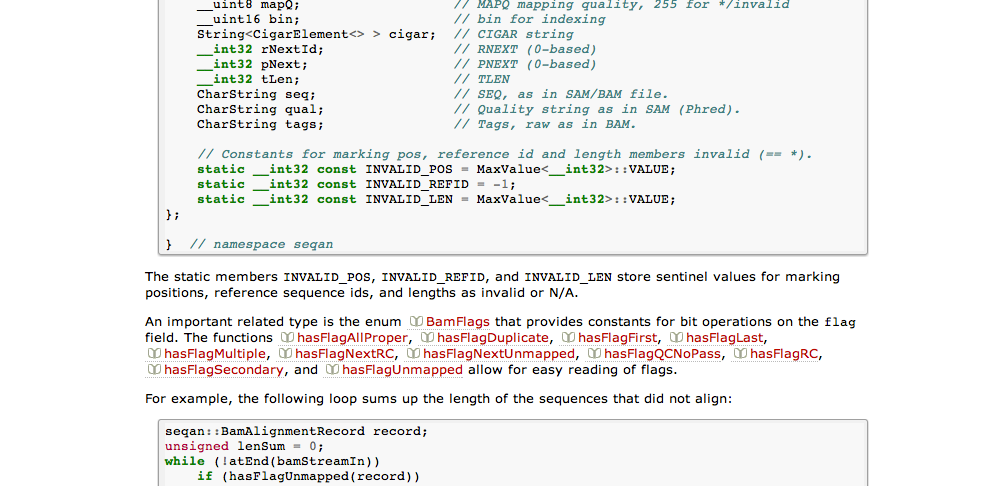 __uint8 mapQ; // MAPQ mapping quality, 255 for */invalid
__uint16 bin; // bin for indexing
String<CigarElement<> > cigar; // CIGAR string
__int32 rNextId; // RNEXT (0-based)
__int32 pNext; // PNEXT (0-based)
__int32 tLen; // TLEN
CharString seq; // SEQ, as in SAM/BAM file.
CharString qual; // Quality string as in SAM (Phred).
CharString tags; // Tags, raw as in BAM.
// Constants for marking pos, reference id and length members invalid (== *).
static __int32 const INVALID_POS = MaxValue<__int32>::VALUE;
static __int32 const INVALID_REFID = -1;
static __int32 const INVALID_LEN = MaxValue<__int32>::VALUE;
};
} // namespace seqan
The static members INVALID_POS, INVALID_REFID, and INVALID_LEN store sentinel values for marking
positions, reference sequence ids, and lengths as invalid or N/A.
An important related type is the enum BamFlags that provides constants for bit operations on the flag
field. The functions hasFlagAllProper, hasFlagDuplicate, hasFlagFirst, hasFlagLast,
hasFlagMultiple, hasFlagNextRC, hasFlagNextUnmapped, hasFlagQCNoPass, hasFlagRC,
hasFlagSecondary, and hasFlagUnmapped allow for easy reading of flags.
For example, the following loop sums up the length of the sequences that did not align:
seqan::BamAlignmentRecord record;
unsigned lenSum = 0;
while (!atEnd(bamStreamIn))
if (hasFlagUnmapped(record))